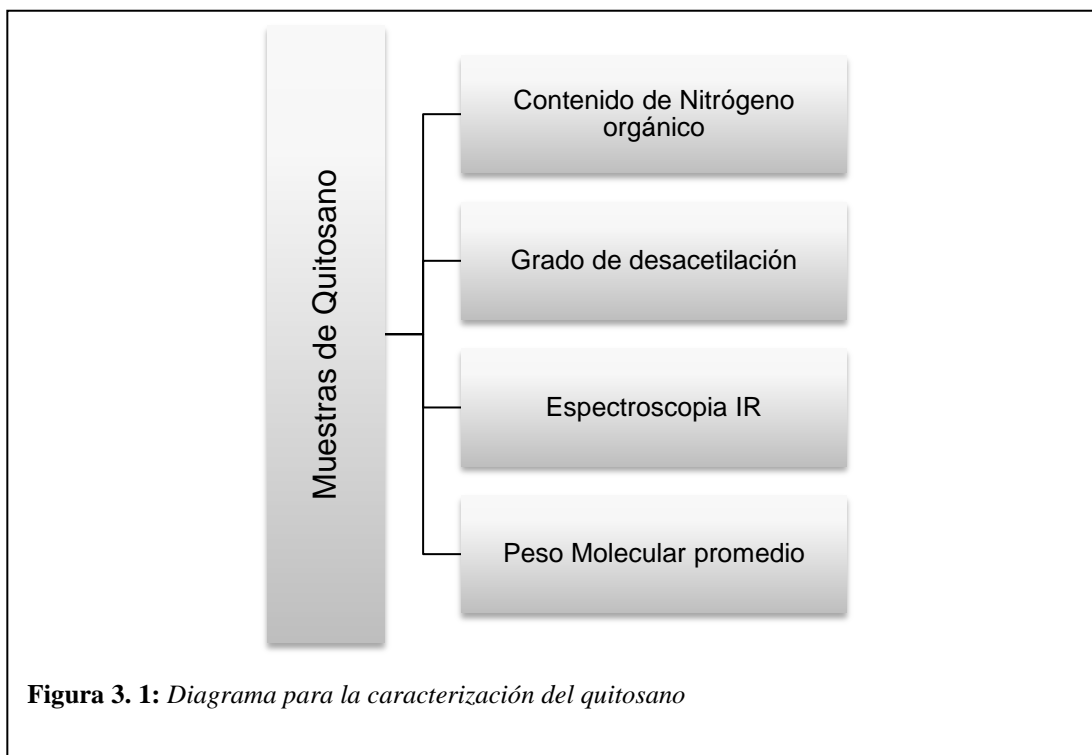 Muestras de Quitosano
Contenido de Nitrógeno
orgánico
Grado de desacetilación
Espectroscopia IR
Peso Molecular promedio
Figura 3. 1: Diagrama para la caracterización del quitosano